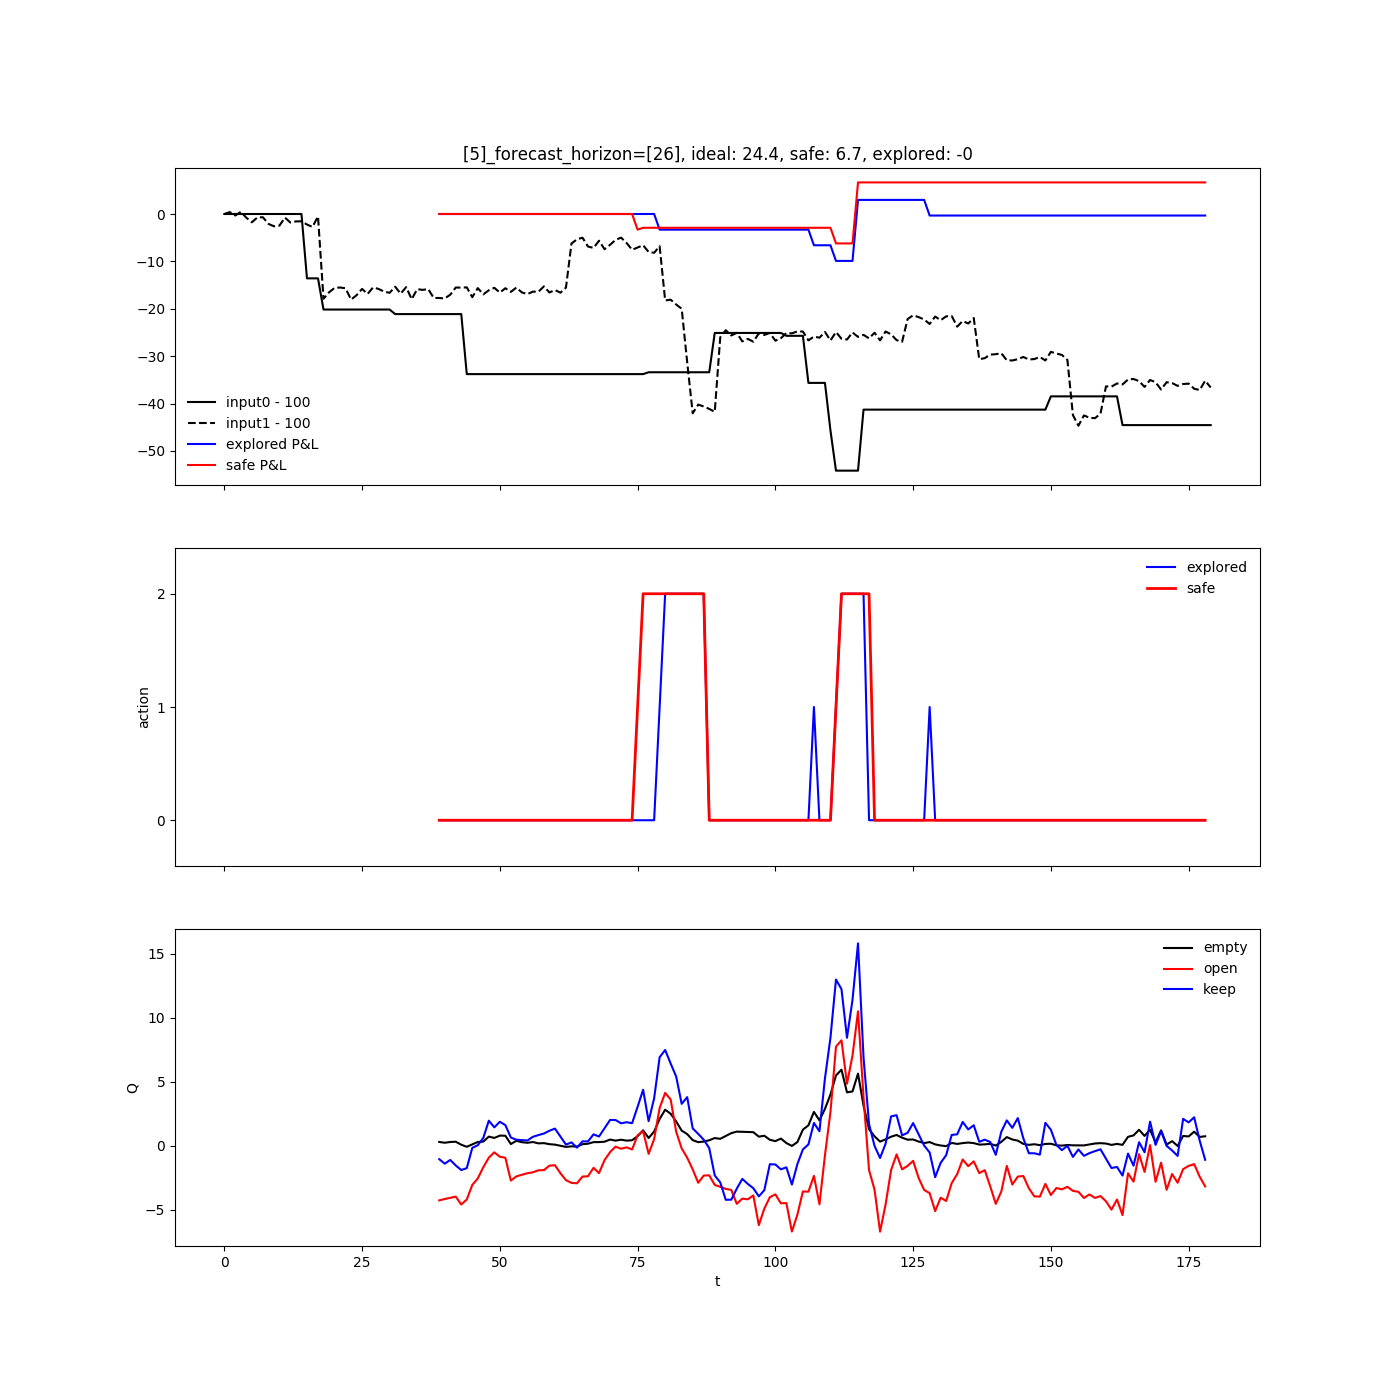 [5]_forecast_horizon=[26], ideal: 24.4, safe: 6.7, explored: -0
0
−10
−20
−30
−40
−50
input0 - 100
input1 - 100
explored P&L
safe P&L
2
1
0
action
explored
safe
15
10
5
0
−5
Q
empty
open
keep
0 25 50 75 100 125 150 175
t